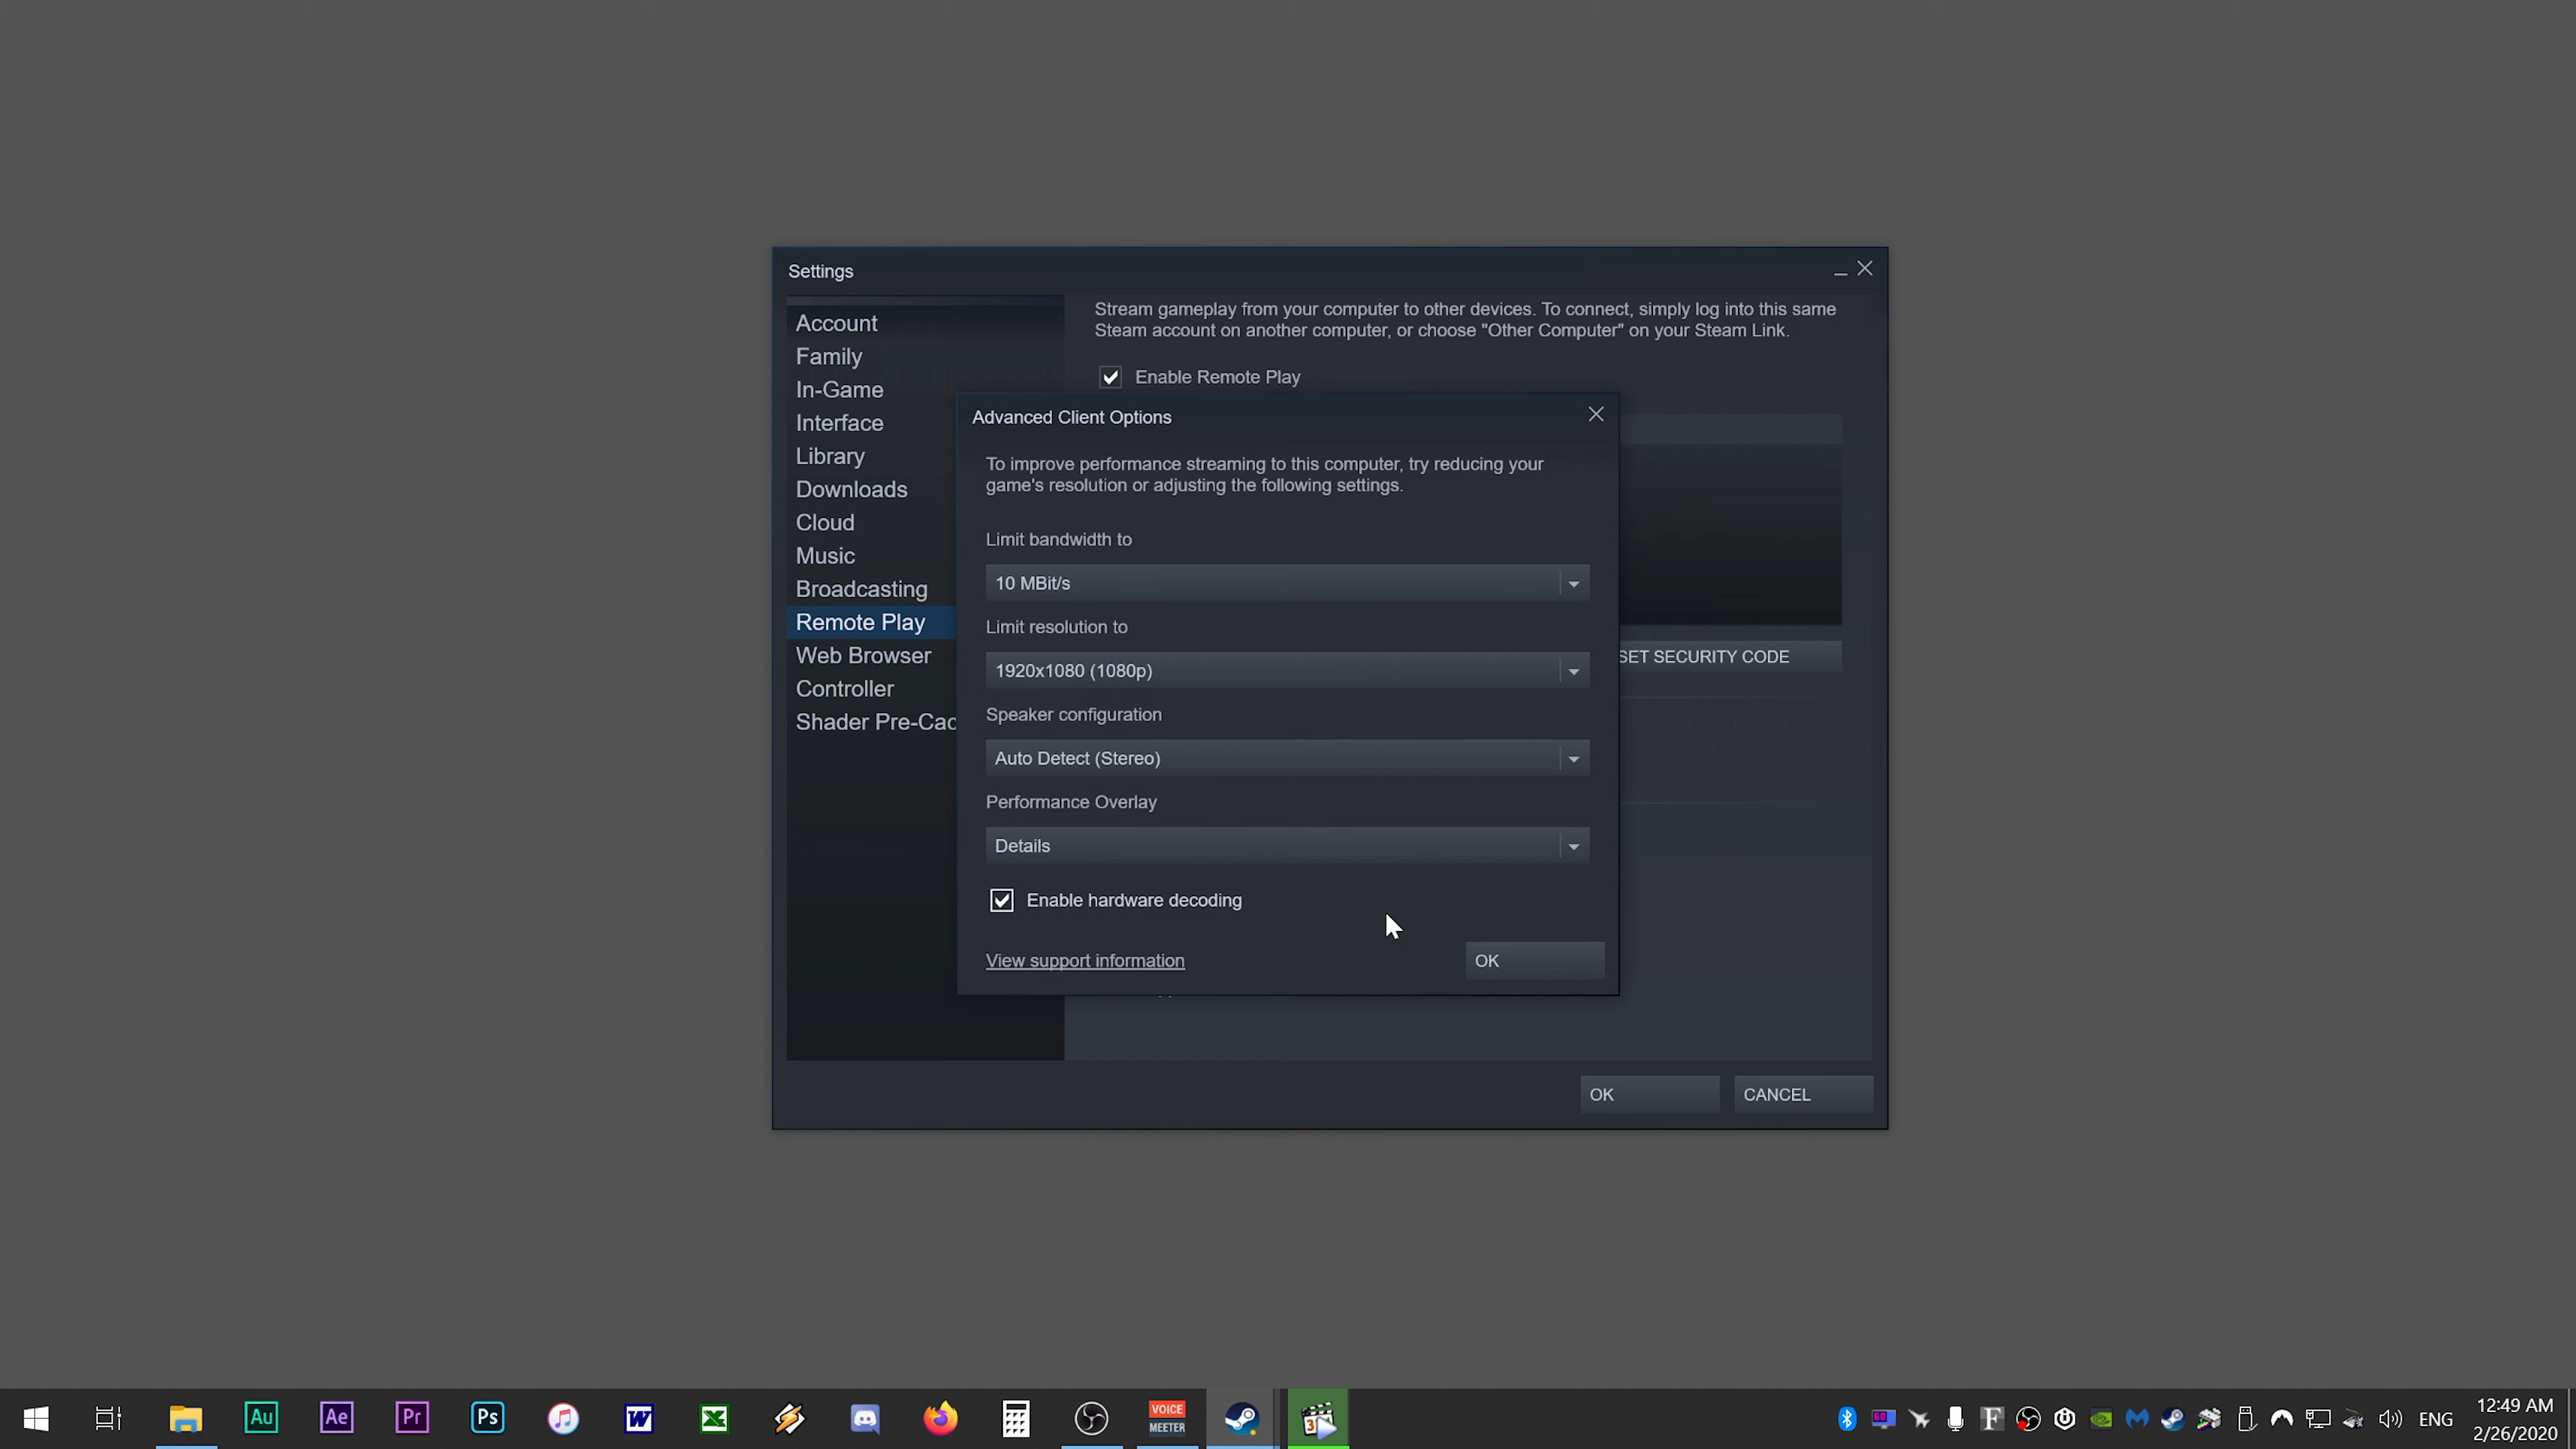 Settings
Account
Family
In-Game
Interface
Library
Downloads
Cloud
Music
Broadcasting
Remote Play
Web Browser
Controller
Shader Pre-Cac
Stream gameplay from your computer to other devices. To connect, simply log into this same
Steam account on another computer, or choose "Other Computer" on your Steam Link.
Enable Remote Play
SET SECURITY CODE
Advanced Client Options
To improve performance streaming to this computer, try reducing your
game's resolution or adjusting the following settings.
Limit bandwidth to
10 MBit/s
Limit resolution to
1920x1080 (1080p)
Speaker configuration
Auto Detect (Stereo)
Performance Overlay
Details
Enable hardware decoding
View support information
OK
OK
CANCEL
Au
Ae
Pr
Ps
W
X
VOICE
MEETER
3
60
F
ENG
12:49 AM
2/26/2020